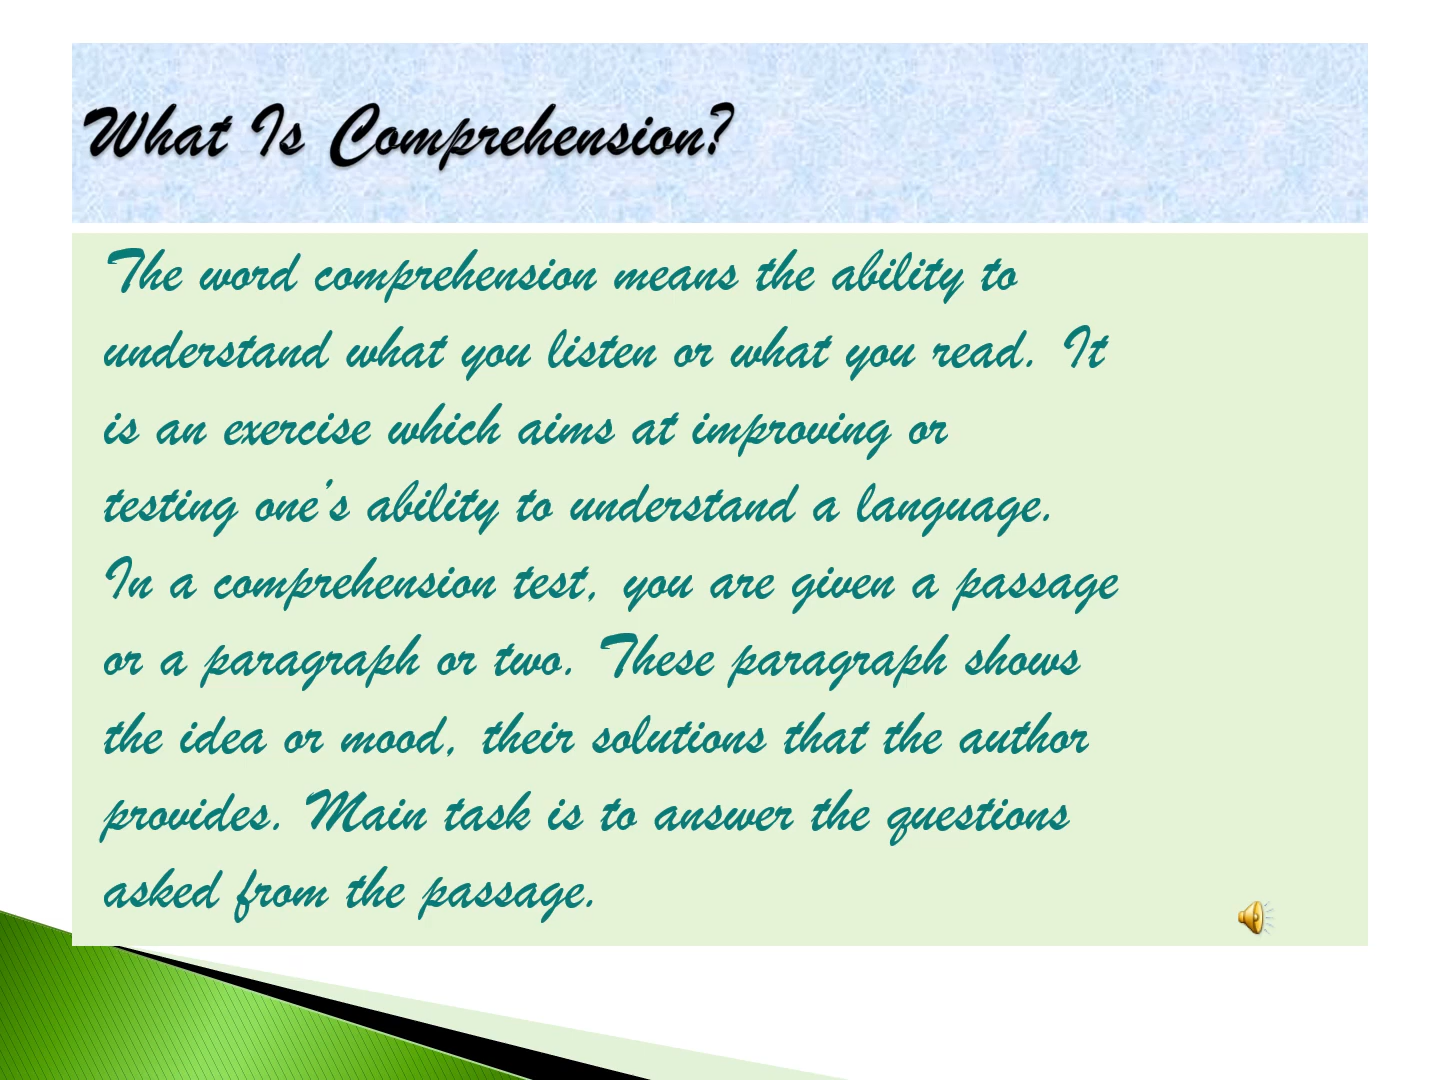 What Is Comprehension?
The word comprehension means the ability to
understand what you listen or what you read. It
is an exercise which aims at improving or
testing one's ability to understand a language.
In a comprehension test, you are given a passage
or a paragraph or two. These paragraph shows
the idea or mood, their solutions that the author
provides. Main task is to answer the questions
asked from the passage.